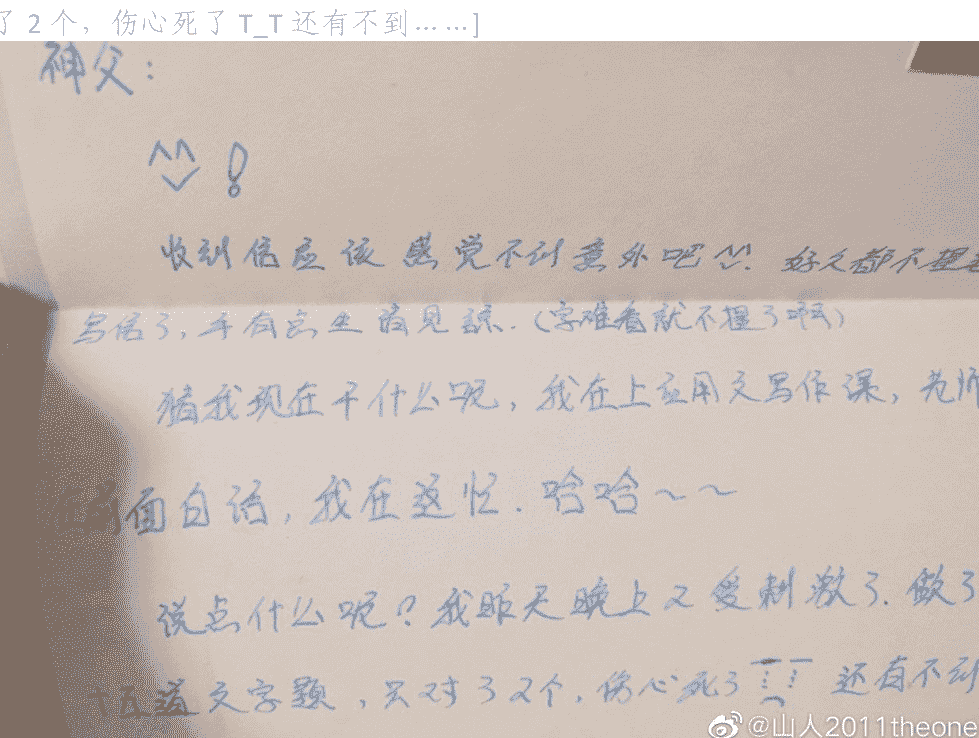 了 2 个，伤心死了 T_T 还有不到……]
神父：
^^ !
收到信应该感觉不到意外吧^^. 好久都不提
写信了，手有点生请见谅.（字难看就不提了啊）
猜我现在干什么呢，我在上应用文写作课，老师
前面白话，我在这忙.哈哈～～
说点什么呢？我昨天晚上又受刺激了.做了
十五道文字题，只对了2个，伤心死了 T_T 还有不到
@山人2011theone